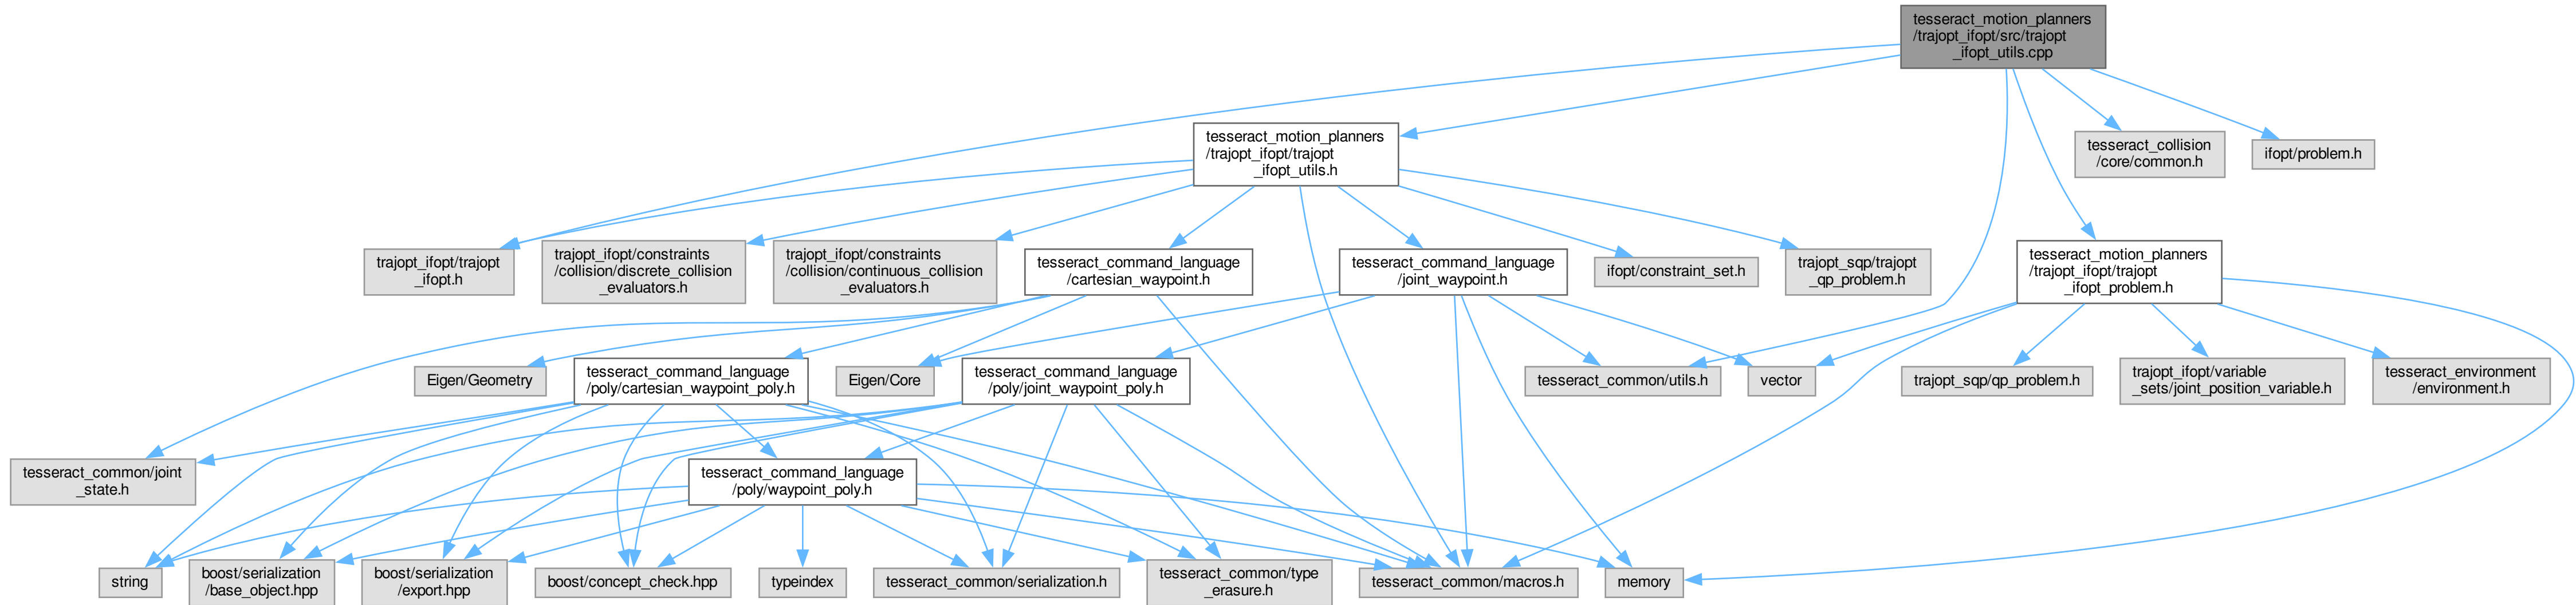 tesseract_motion_planners
/trajopt_ifopt/src/trajopt
_ifopt_utils.cpp
tesseract_motion_planners
/trajopt_ifopt/trajopt
_ifopt_utils.h
tesseract_collision
/core/common.h
ifopt/problem.h
trajopt_ifopt/trajopt
_ifopt.h
trajopt_ifopt/constraints
/collision/discrete_collision
_evaluators.h
trajopt_ifopt/constraints
/collision/continuous_collision
_evaluators.h
tesseract_command_language
/cartesian_waypoint.h
tesseract_command_language
/joint_waypoint.h
ifopt/constraint_set.h
trajopt_sqp/trajopt
_qp_problem.h
tesseract_motion_planners
/trajopt_ifopt/trajopt
_ifopt_problem.h
Eigen/Geometry
tesseract_command_language
/poly/cartesian_waypoint_poly.h
Eigen/Core
tesseract_command_language
/poly/joint_waypoint_poly.h
tesseract_common/utils.h
vector
trajopt_sqp/qp_problem.h
trajopt_ifopt/variable
_sets/joint_position_variable.h
tesseract_environment
/environment.h
tesseract_common/joint
_state.h
tesseract_command_language
/poly/waypoint_poly.h
string
boost/serialization
/base_object.hpp
boost/serialization
/export.hpp
boost/concept_check.hpp
typeindex
tesseract_common/serialization.h
tesseract_common/type
_erasure.h
tesseract_common/macros.h
memory